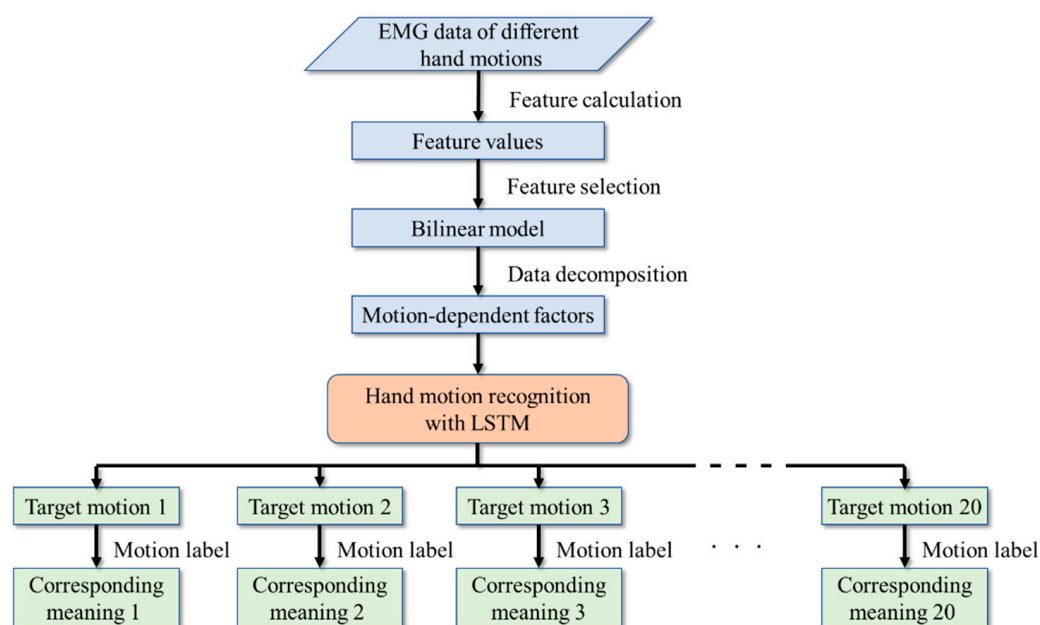 EMG data of different
hand motions
Feature calculation
Feature values
Feature selection
Bilinear model
Data decomposition
Motion-dependent factors
Hand motion recognition
with LSTM
Target motion 1
Target motion 2
Target motion 3
Target motion 20
Motion label
Motion label
Motion label
. . .
Motion label
Corresponding
meaning 1
Corresponding
meaning 2
Corresponding
meaning 3
Corresponding
meaning 20